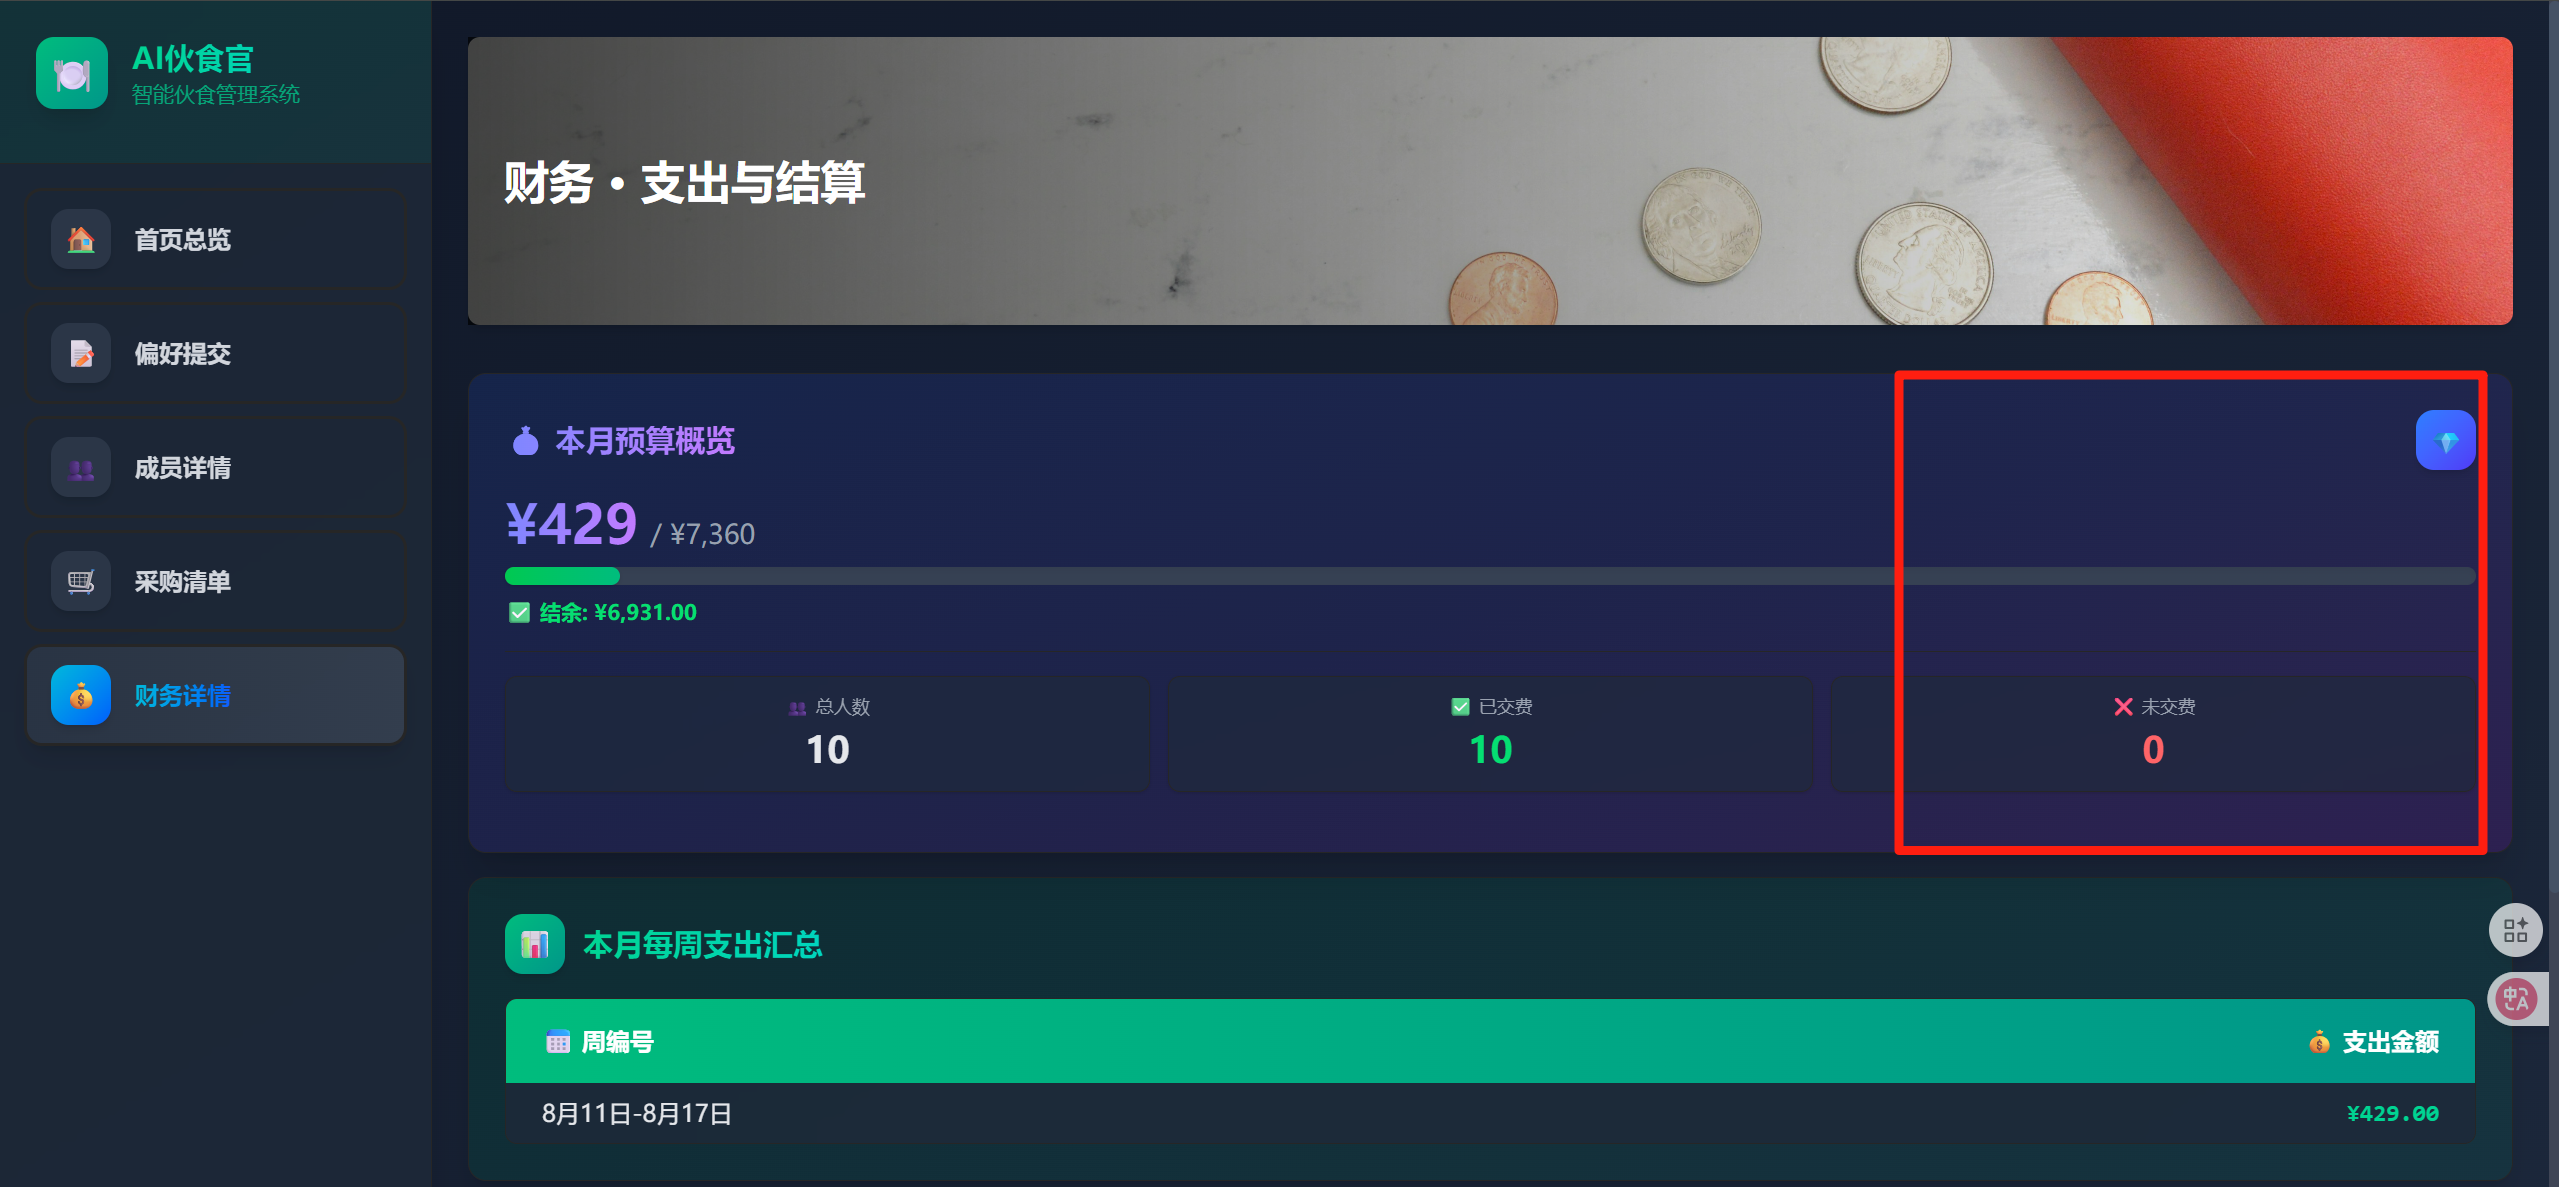 AI伙食官
智能伙食管理系统
首页总览
偏好提交
成员详情
采购清单
财务详情
财务·支出与结算
本月预算概览
¥429 / ¥7,360
结余: ¥6,931.00
总人数
10
已交费
10
未交费
0
本月每周支出汇总
周编号 支出金额
8月11日-8月17日 ¥429.00
中A